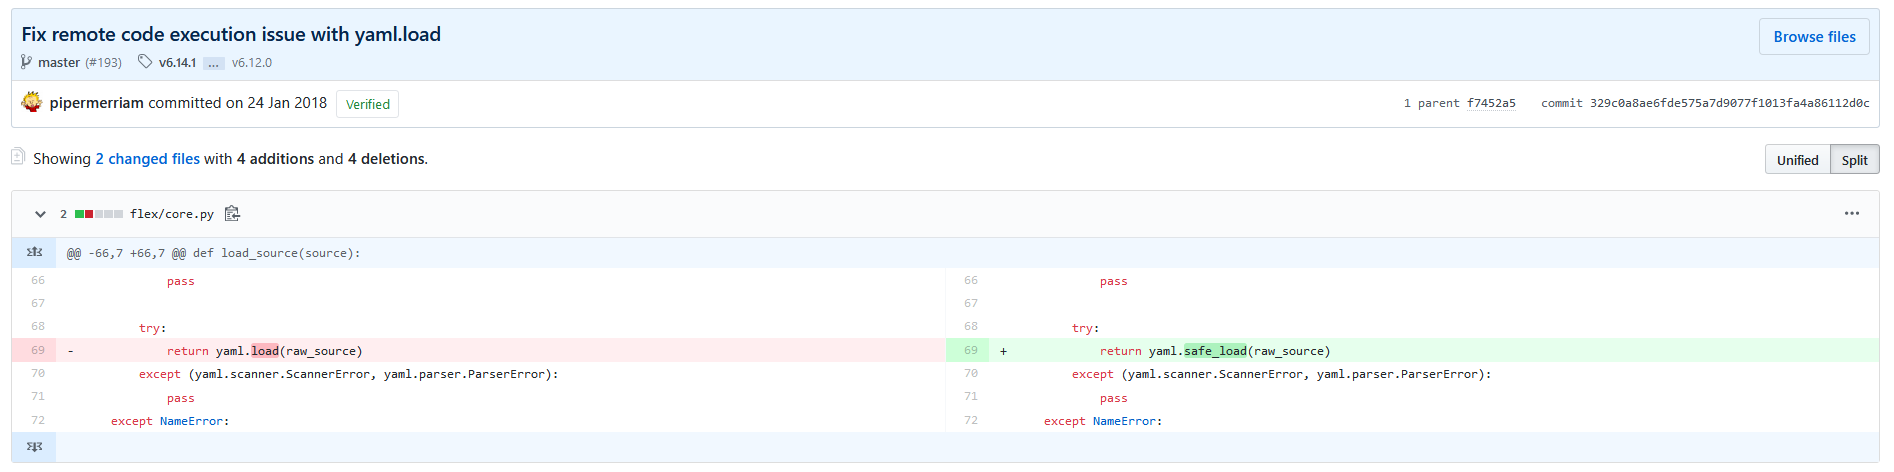 Fix remote code execution issue with yaml.load
Browse files
master (#193) v6.14.1 ... v6.12.0
pipermerriam committed on 24 Jan 2018 Verified
1 parent f7452a5 commit 329c0a8ae6fde575a7d9077f1013fa4a86112d0c
Showing 2 changed files with 4 additions and 4 deletions.
Unified Split
2 flex/core.py
@@ -66,7 +66,7 @@ def load_source(source):
66 pass 66 pass
67 67
68 try: 68 try:
69 - return yaml.load(raw_source) 69 + return yaml.safe_load(raw_source)
70 except (yaml.scanner.ScannerError, yaml.parser.ParserError): 70 except (yaml.scanner.ScannerError, yaml.parser.ParserError):
71 pass 71 pass
72 except NameError: 72 except NameError: